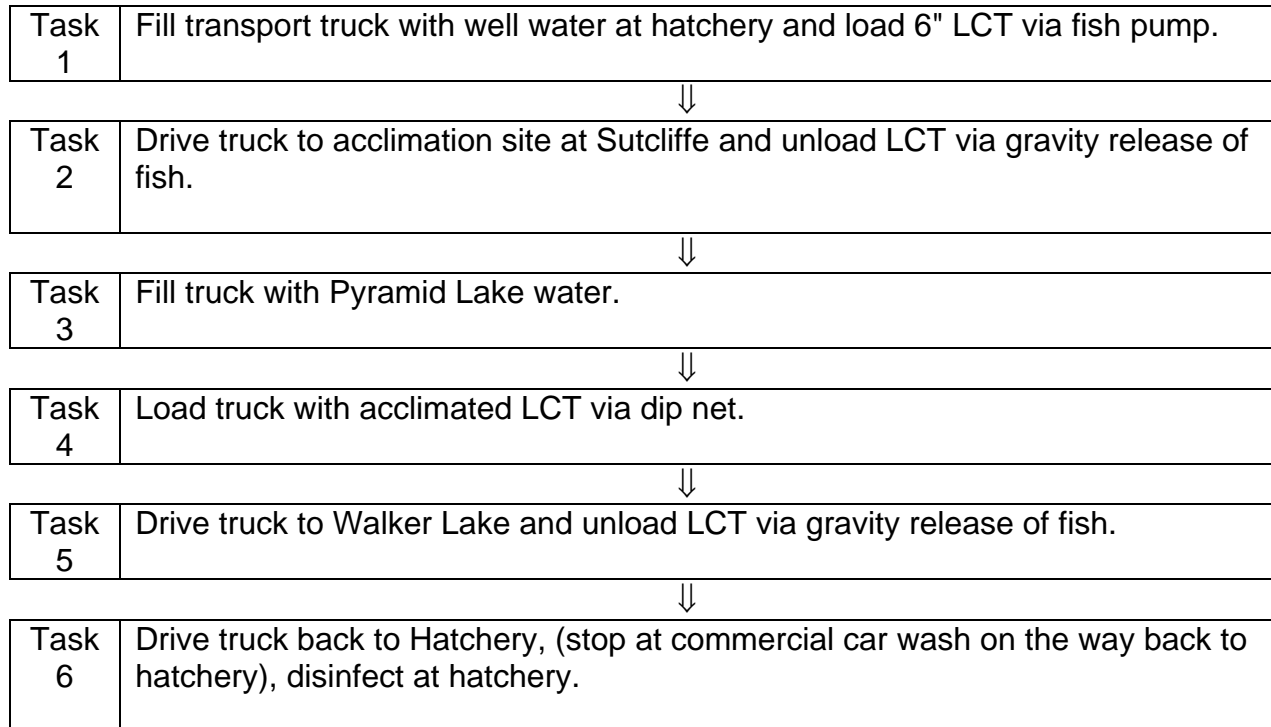 Task Fill transport truck with well water at hatchery and load 6" LCT via fish pump.
1
⇓
Task Drive truck to acclimation site at Sutcliffe and unload LCT via gravity release of
2 fish.
⇓
Task Fill truck with Pyramid Lake water.
3
⇓
Task Load truck with acclimated LCT via dip net.
4
⇓
Task Drive truck to Walker Lake and unload LCT via gravity release of fish.
5
⇓
Task Drive truck back to Hatchery, (stop at commercial car wash on the way back to
6 hatchery), disinfect at hatchery.